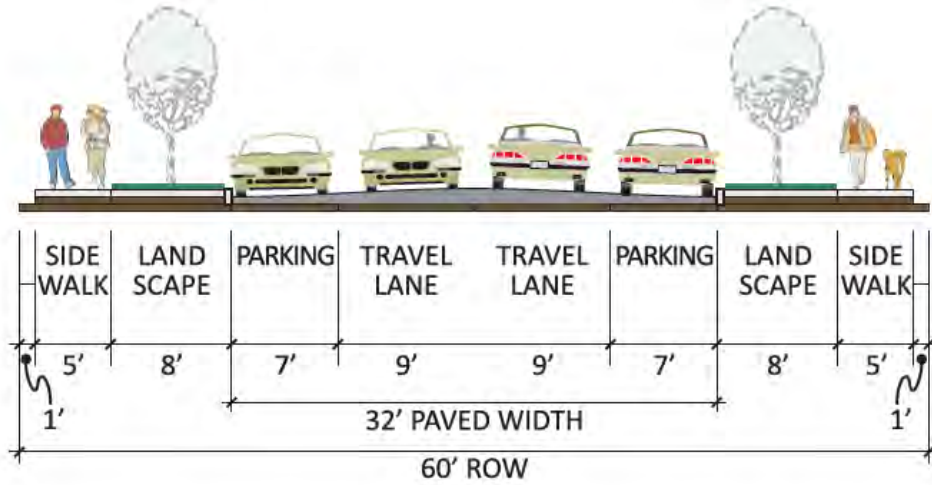 SIDE WALK
LAND SCAPE
PARKING
TRAVEL LANE
TRAVEL LANE
PARKING
LAND SCAPE
SIDE WALK
5’ 8’ 7’ 9’ 9’ 7’ 8’ 5’
1’ 1’
32’ PAVED WIDTH
60’ ROW